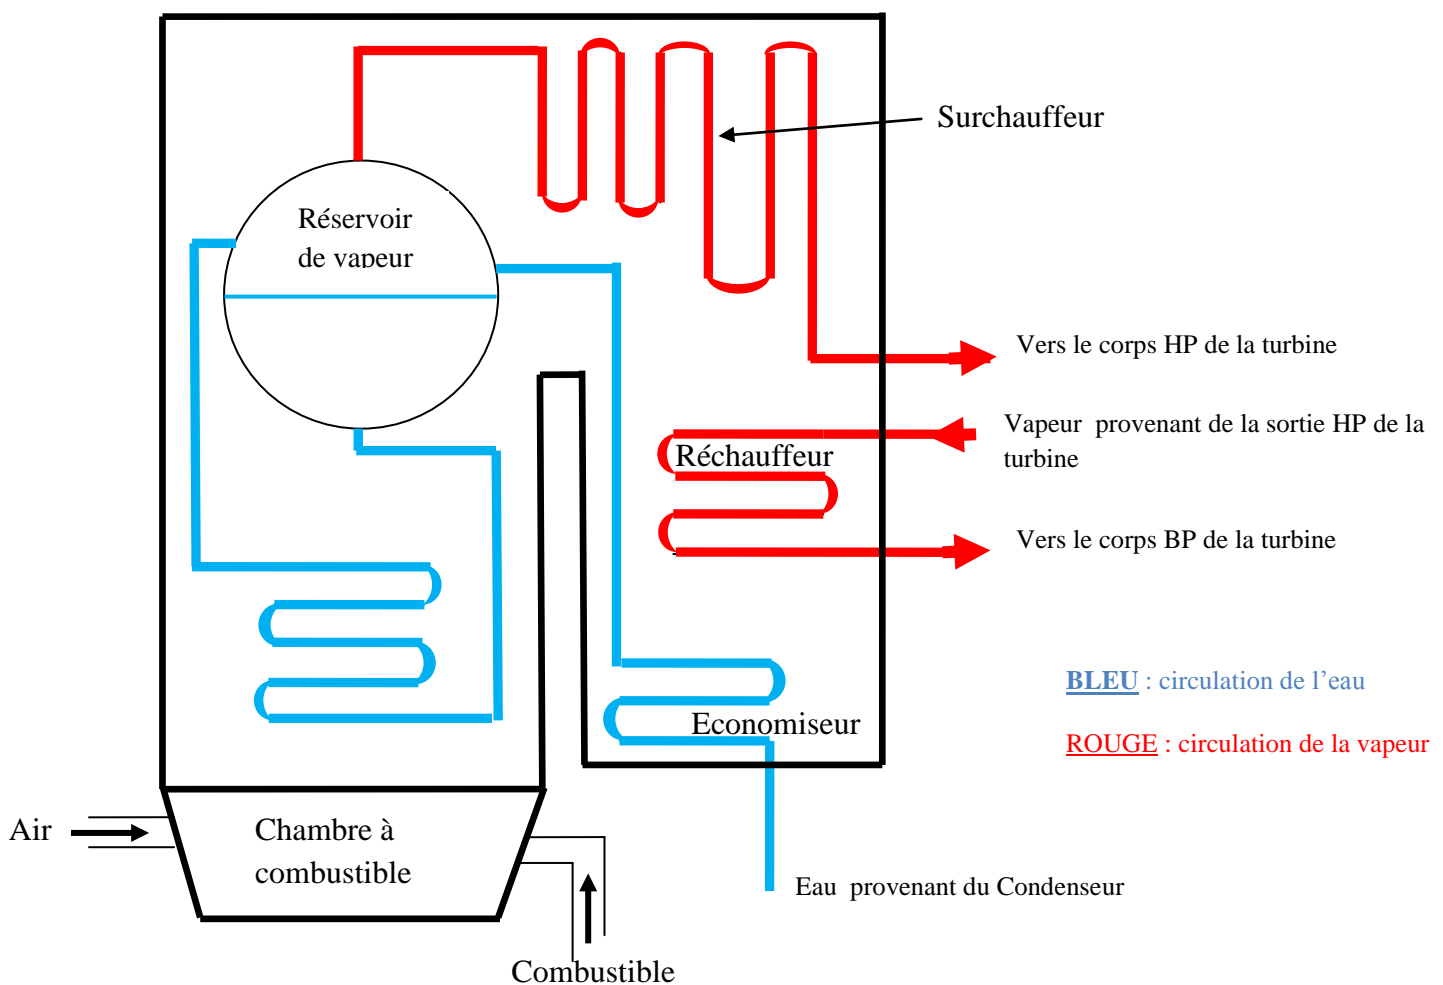 Surchauffeur
Réservoir
de vapeur
Vers le corps HP de la turbine
Vapeur provenant de la sortie HP de la
turbine
Réchauffeur
Vers le corps BP de la turbine
BLEU : circulation de l’eau
ROUGE : circulation de la vapeur
Economiseur
Air
Chambre à
combustible
Eau provenant du Condenseur
Combustible